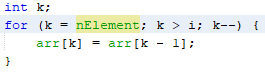 int k;
for (k = nElement; k > i; k--) {
    arr[k] = arr[k - 1];
}